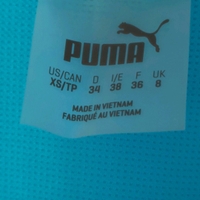 PUMA
US/CAN D I/E F UK
XS/TP 34 38 36 8
MADE IN VIETNAM
FABRIQUÉ AU VIETNAM